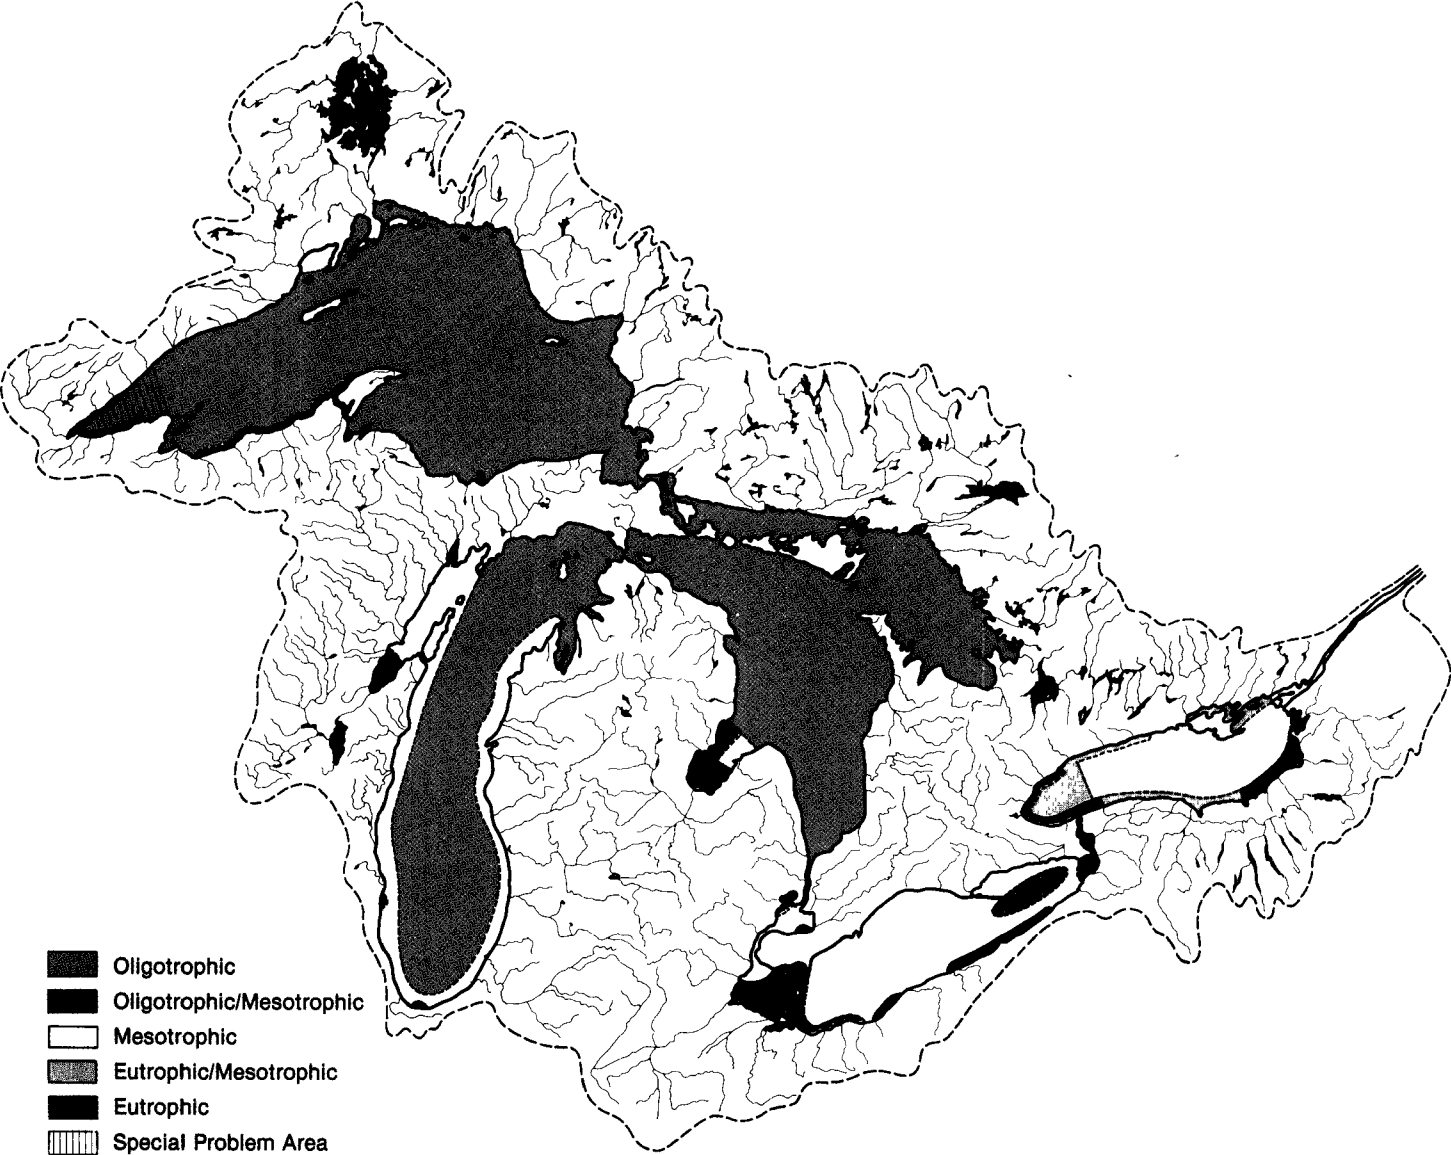 Oligotrophic
Oligotrophic/Mesotrophic
Mesotrophic
Eutrophic/Mesotrophic
Eutrophic
Special Problem Area